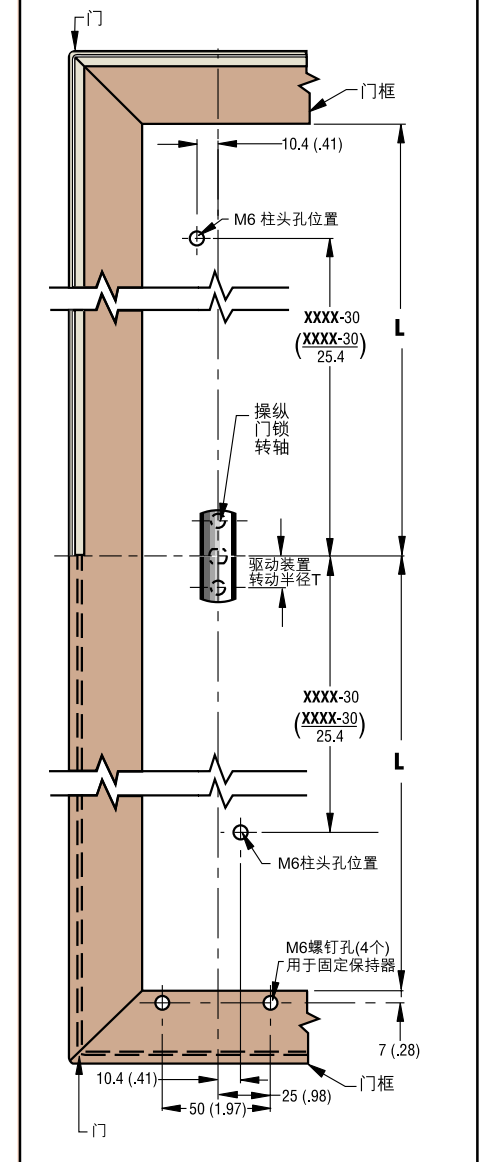 门
门框
10.4 (.41)
M6 柱头孔位置
XXXX-30
(XXXX-30
25.4)
L
操纵
门锁
转轴
驱动装置
转动半径T
XXXX-30
(XXXX-30
25.4)
L
M6柱头孔位置
M6螺钉孔(4个)
用于固定保持器
7 (.28)
10.4 (.41)
门框
25 (.98)
50 (1.97)
门